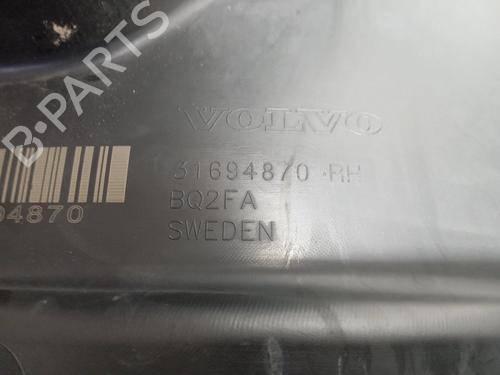 B-PARTS
VOLVO
31694870 RH
94870
BQ2FA
SWEDEN